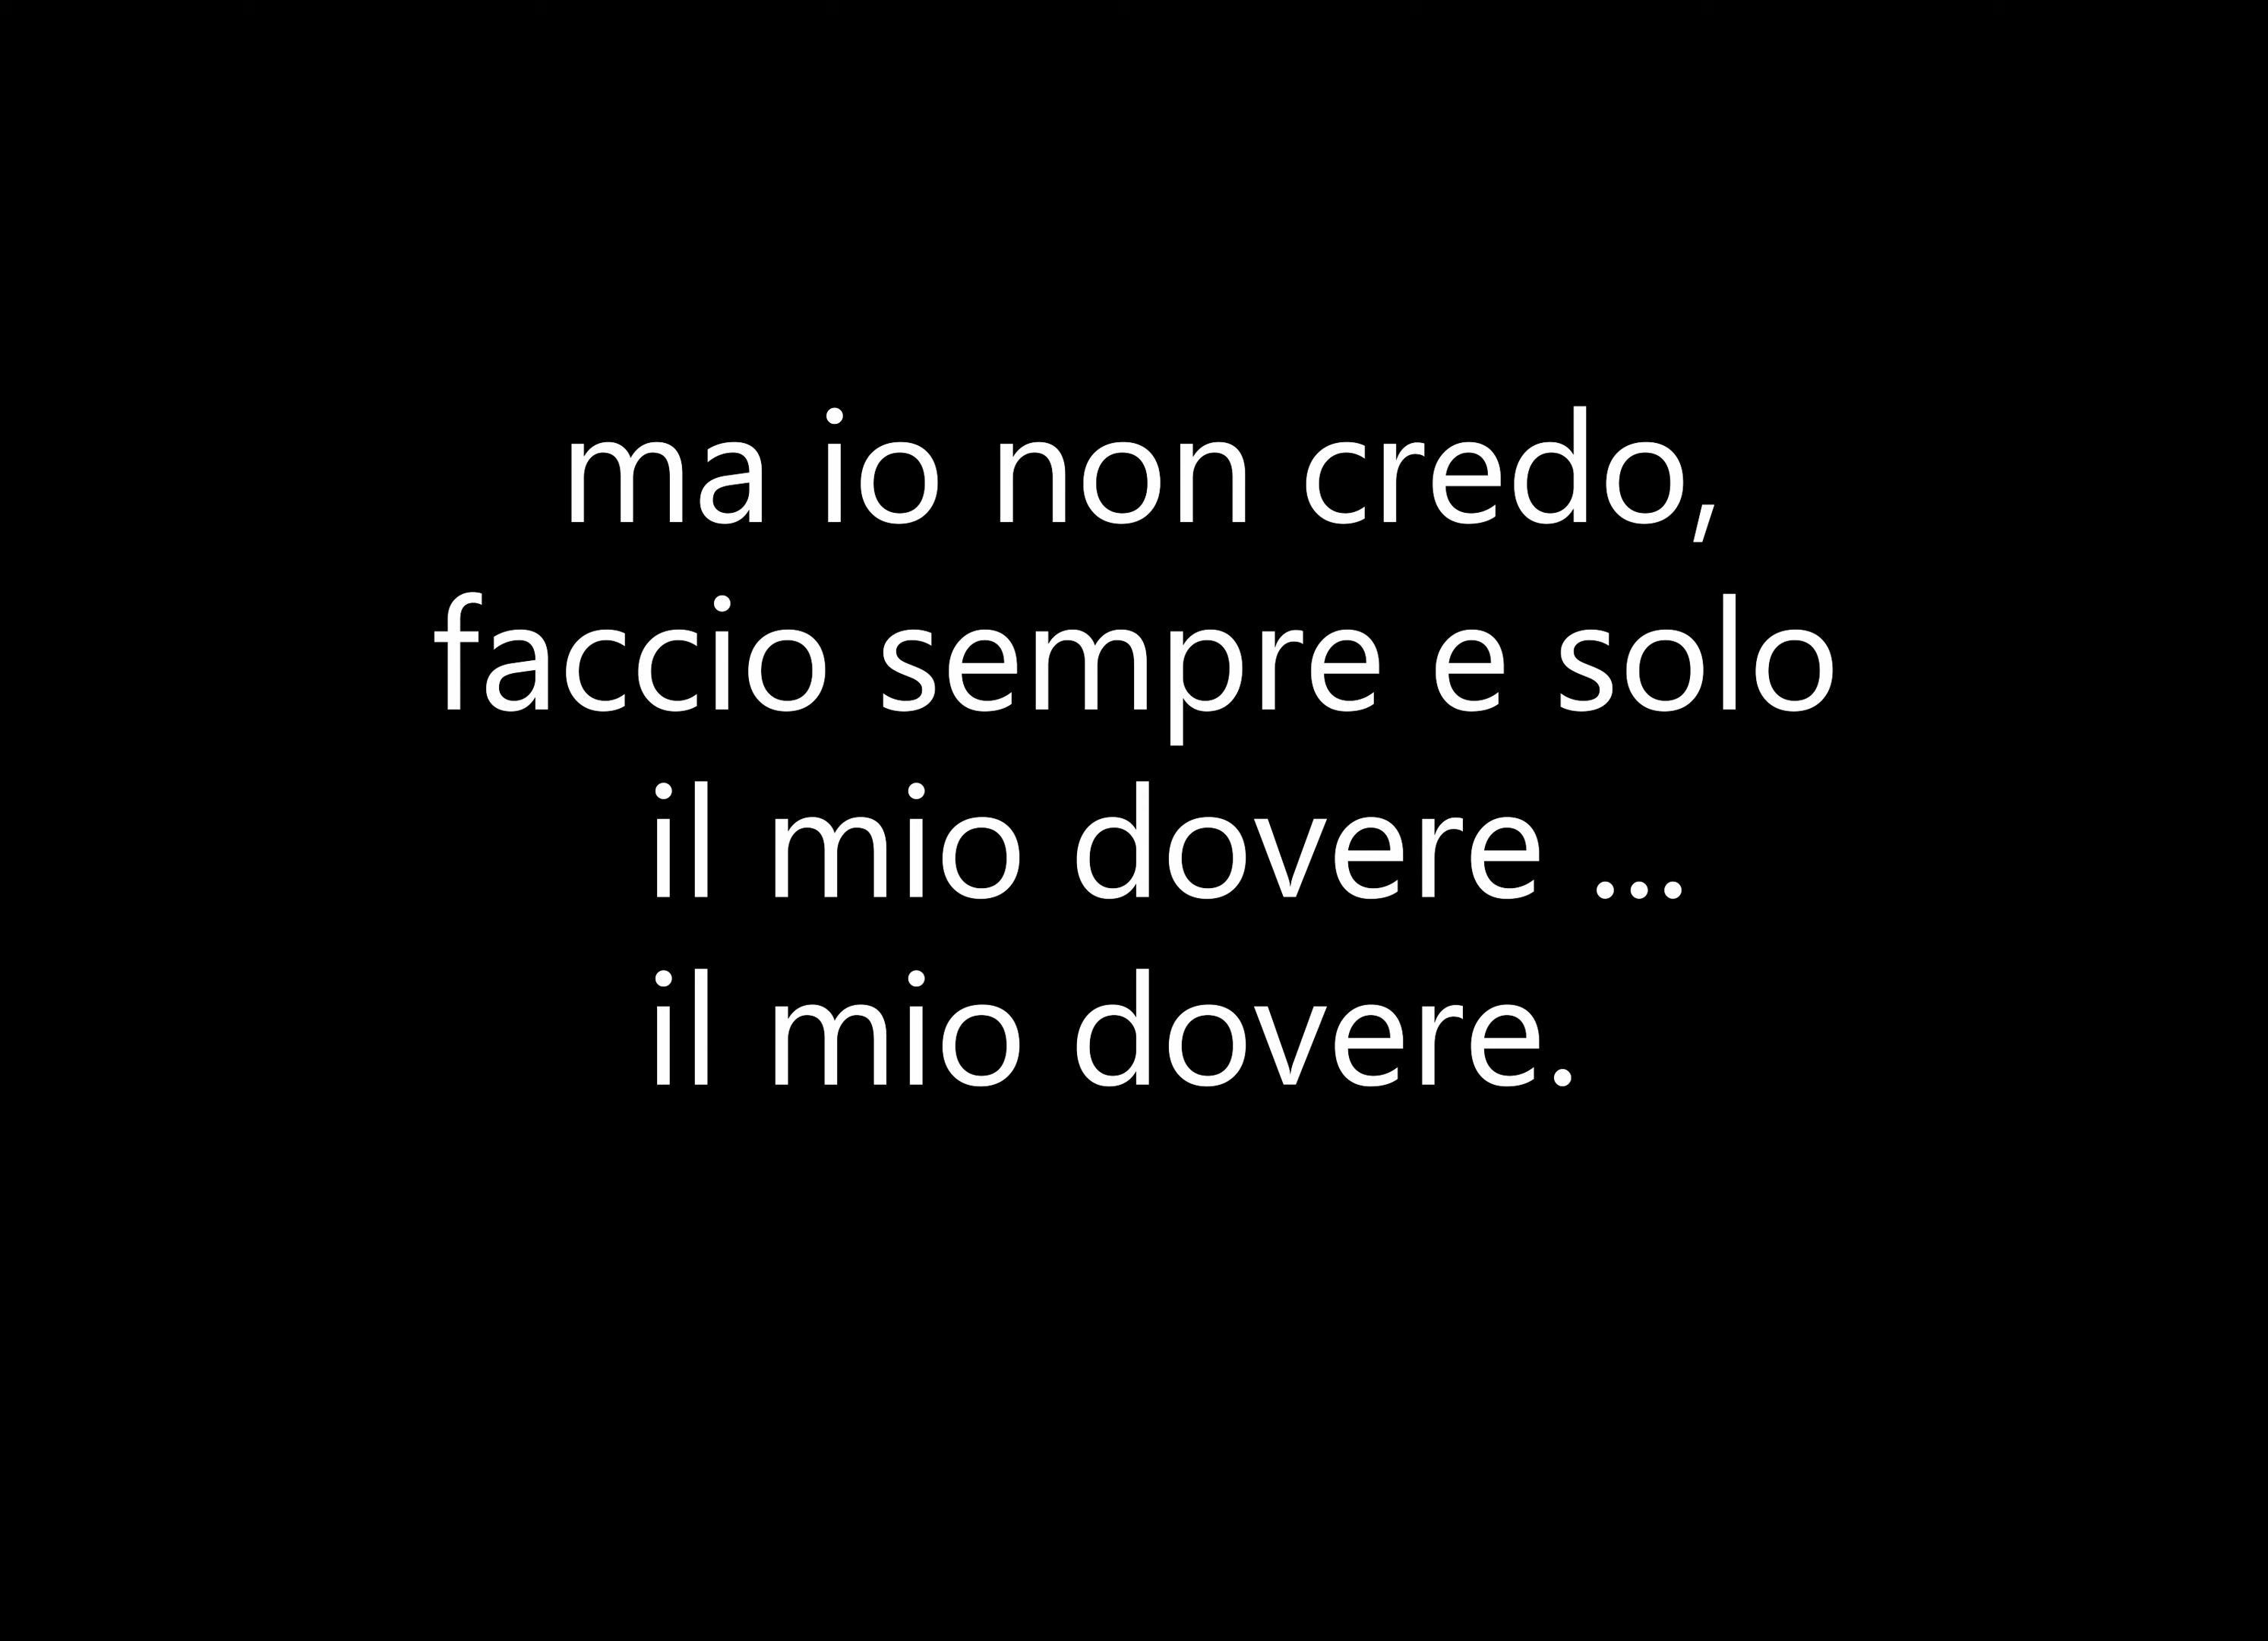 ma io non credo,
faccio sempre e solo
il mio dovere ...
il mio dovere.